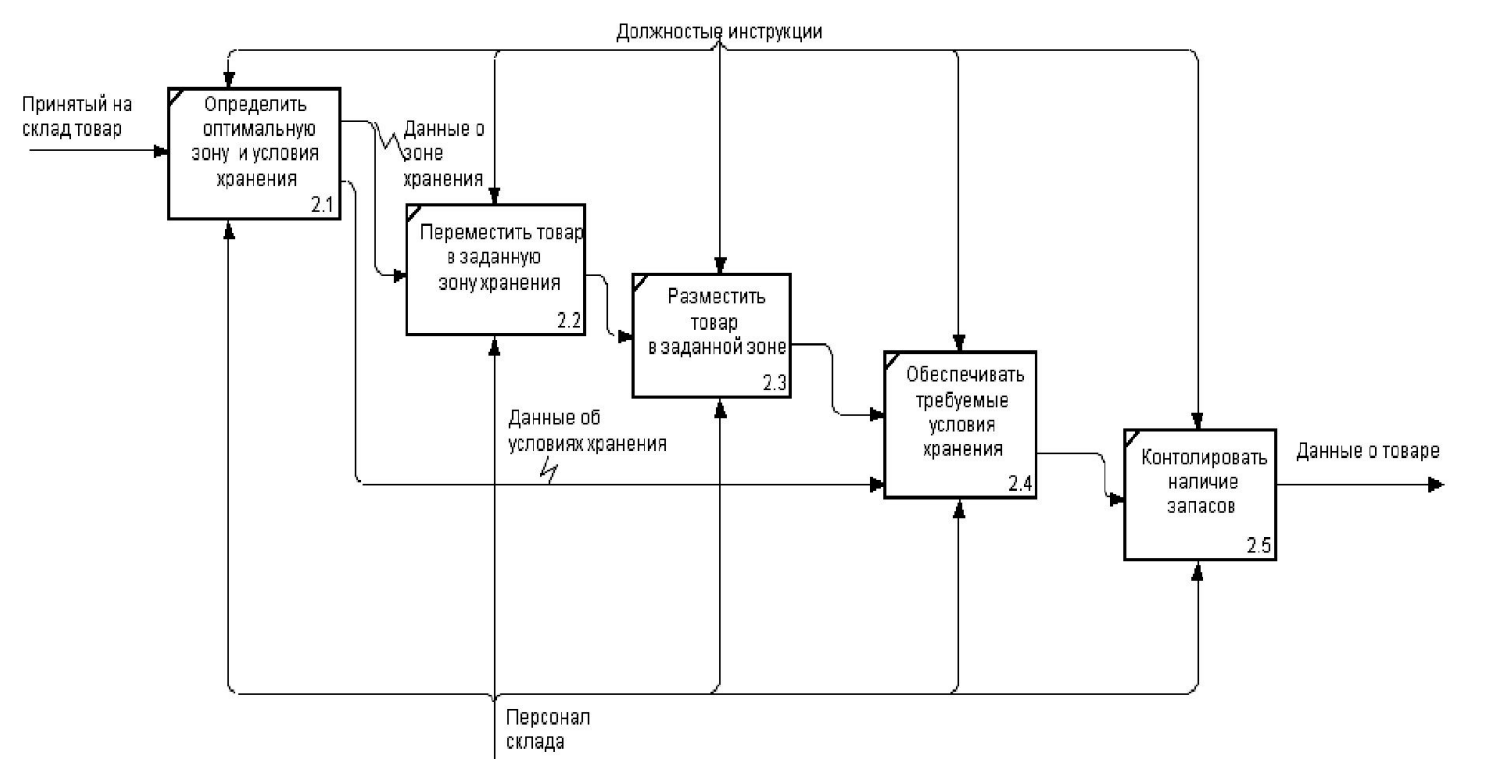 Должностые инструкции
Принятый на
склад товар
Определить
оптимальную
зону и условия
хранения
2.1
Данные о
зоне
хранения
Переместить товар
в заданную
зону хранения
2.2
Разместить
товар
в заданной зоне
2.3
Обеспечивать
требуемые
условия
хранения
2.4
Данные об
условиях хранения
Контолировать
наличие
запасов
2.5
Данные о товаре
Персонал
склада